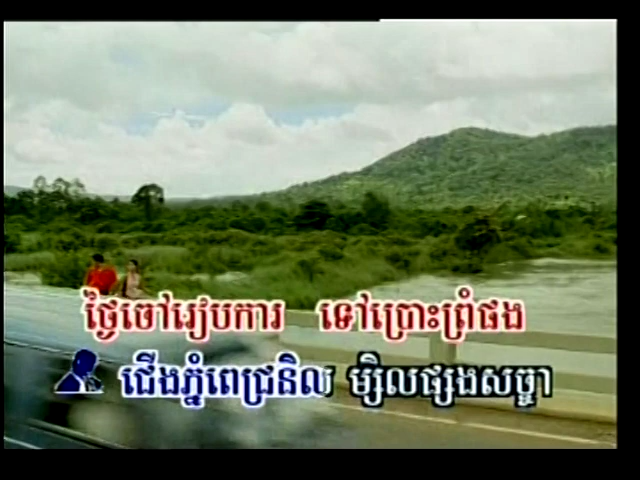 ថ្ងៃចៅរៀបការ ទៅប្រោះព្រំផង
ជើងភ្នំពេជ្រនិល ម្សិលផ្សងសច្ចា